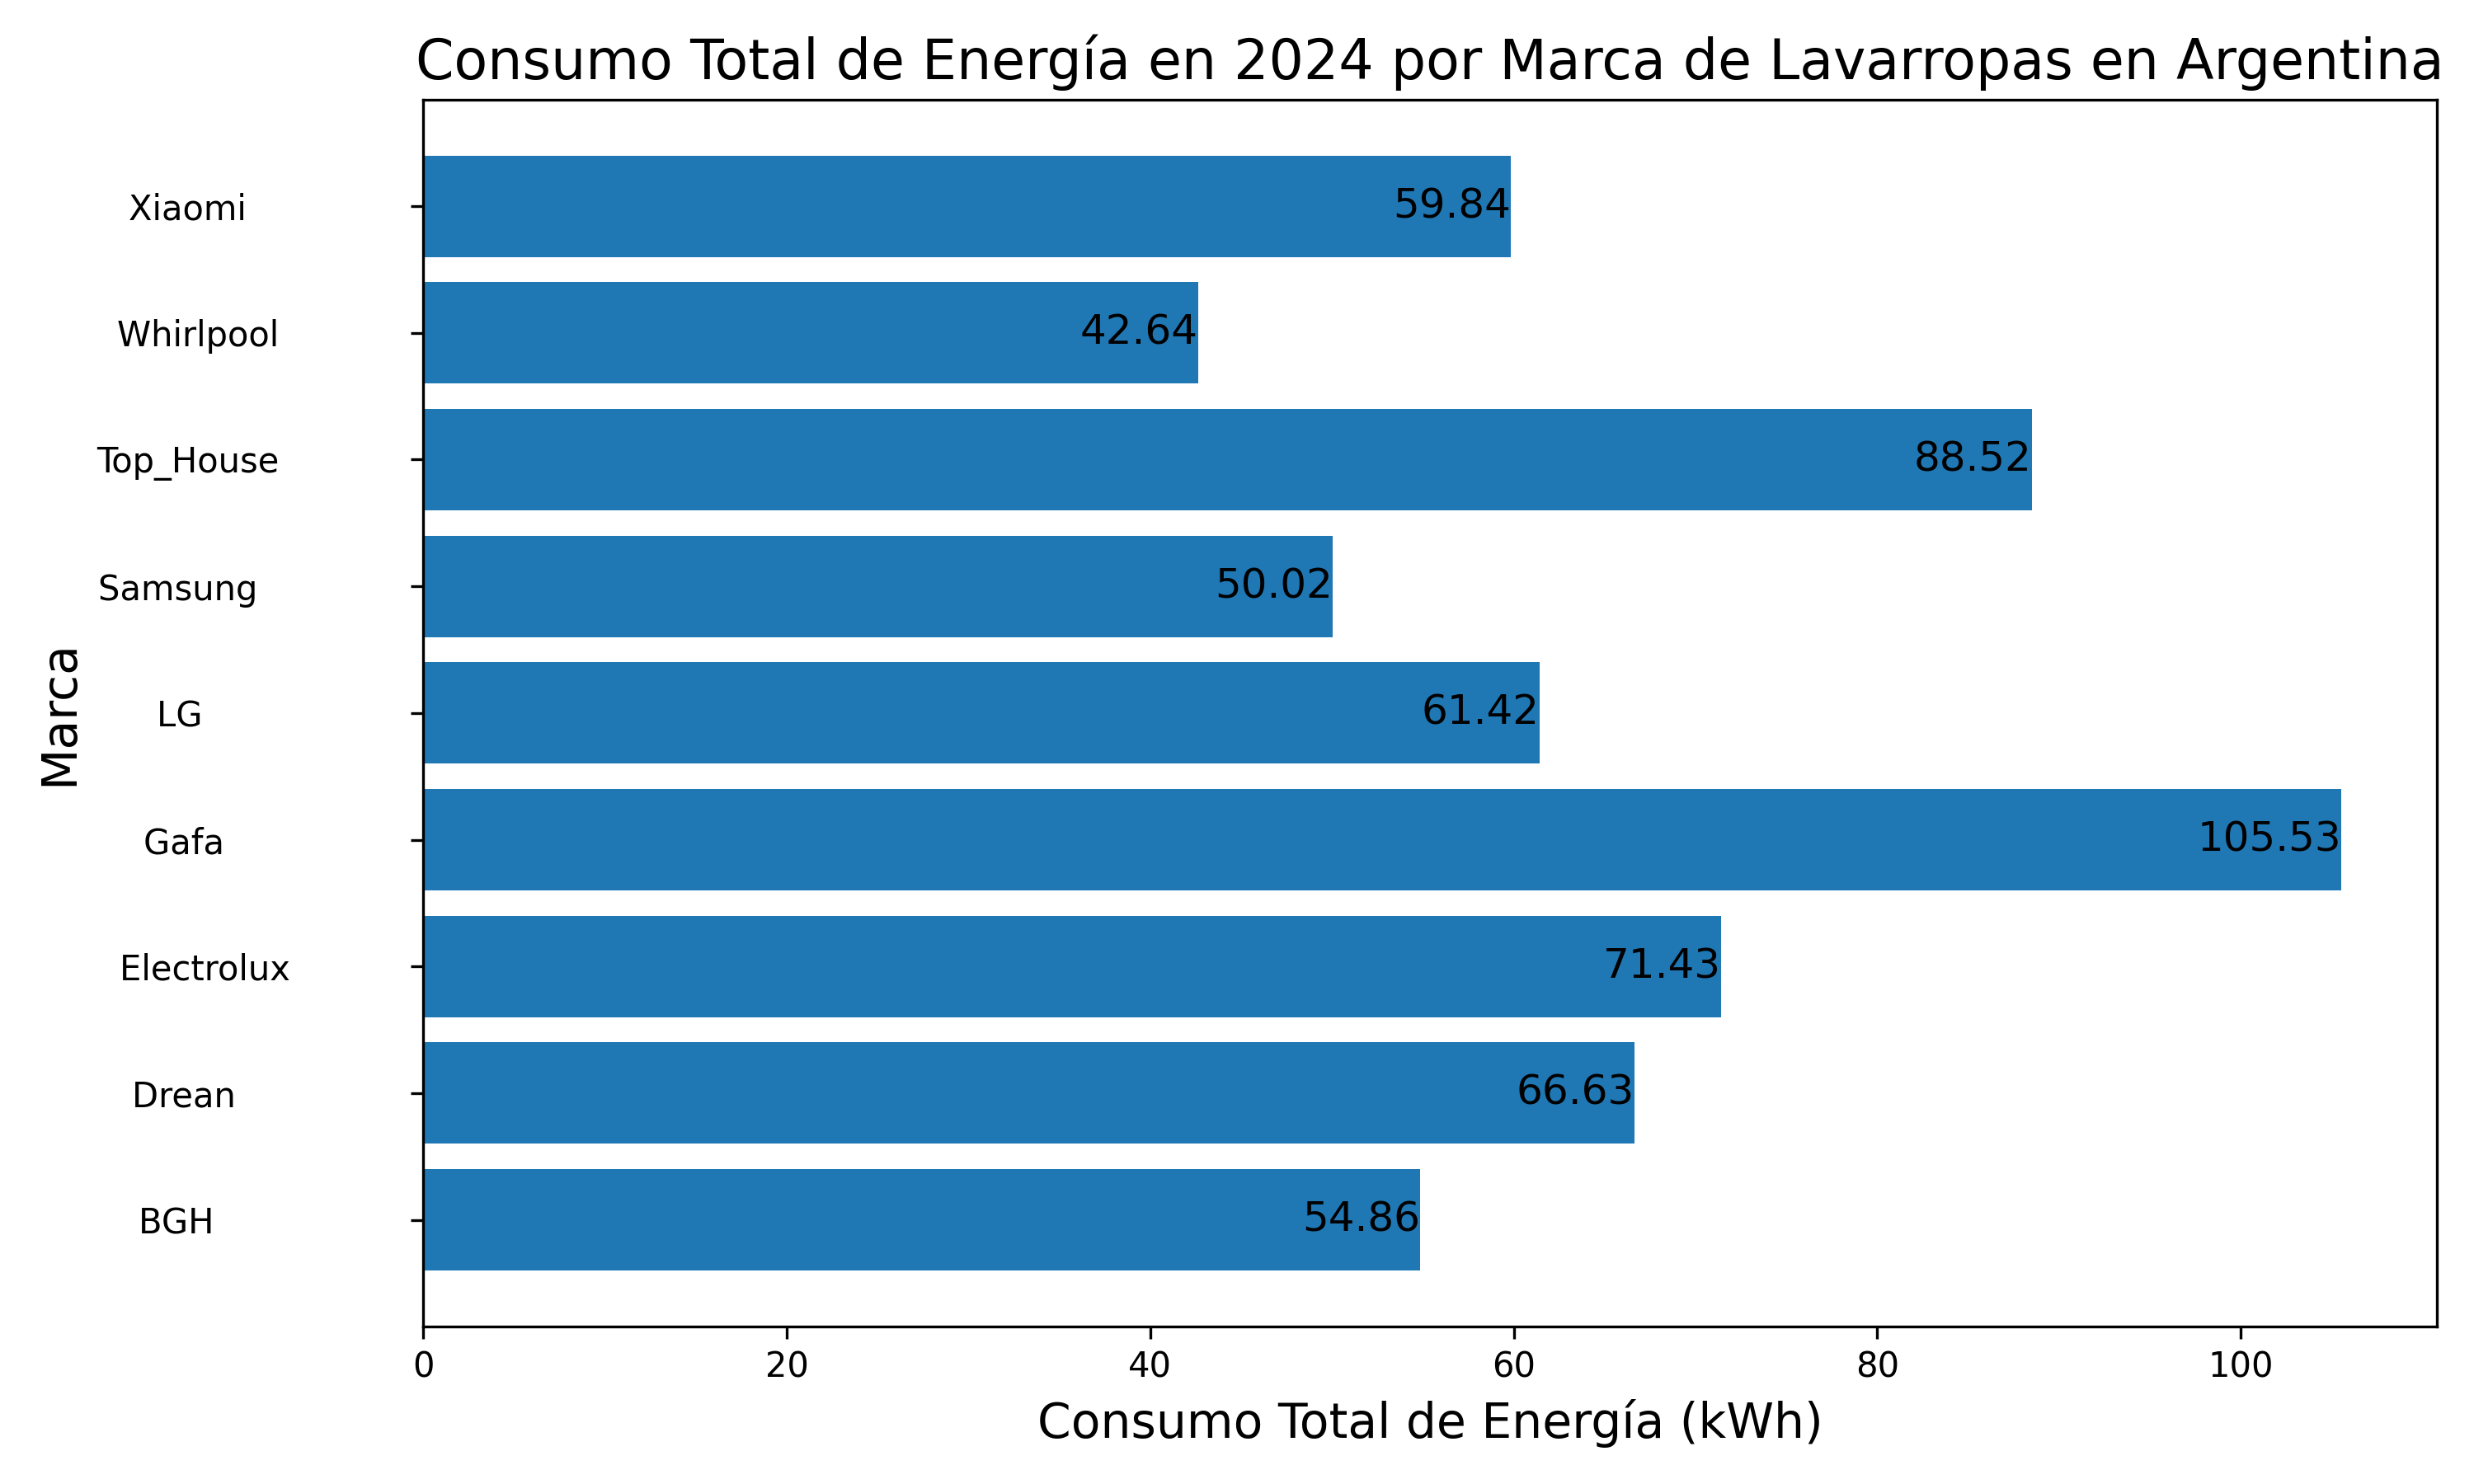 Consumo Total de Energía en 2024 por Marca de Lavarropas en Argentina
Marca
Xiaomi 59.84
Whirlpool 42.64
Top_House 88.52
Samsung 50.02
LG 61.42
Gafa 105.53
Electrolux 71.43
Drean 66.63
BGH 54.86
0 20 40 60 80 100
Consumo Total de Energía (kWh)